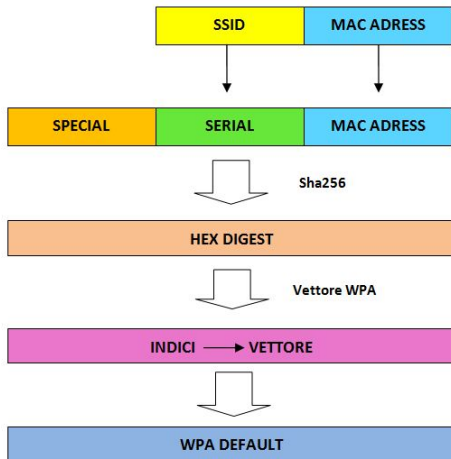 SSID MAC ADRESS
SPECIAL SERIAL MAC ADRESS
Sha256
HEX DIGEST
Vettore WPA
INDICI VETTORE
WPA DEFAULT